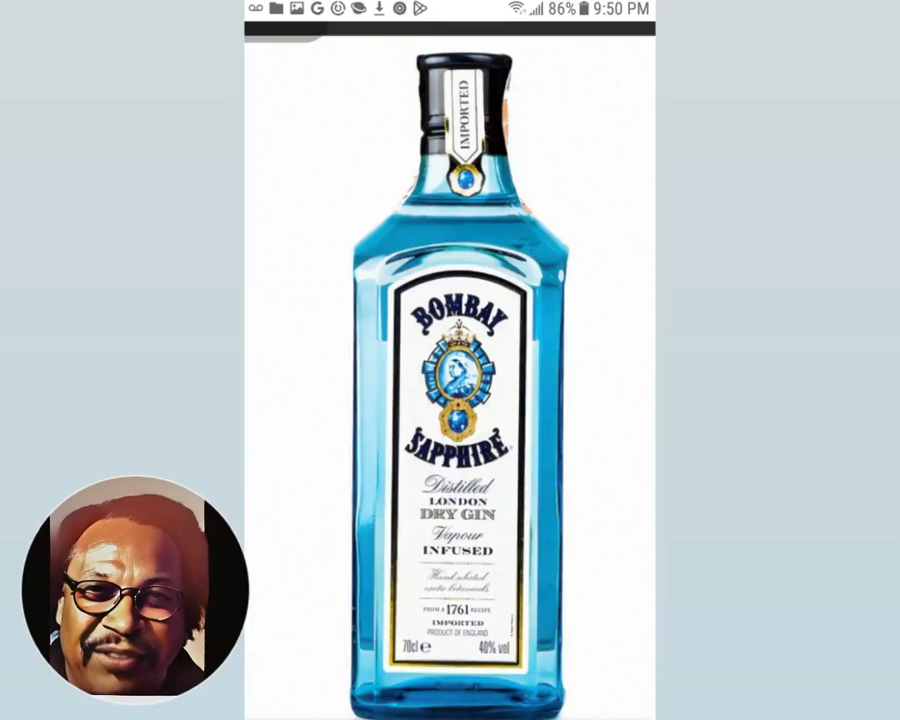 86% 9:50 PM
IMPORTED
BOMBAY
SAPPHIRE
Distilled
LONDON
DRY GIN
Vapour
INFUSED
Hand selected
exotic botanicals
FROM A 1761 RECIPE
IMPORTED
PRODUCT OF ENGLAND
70cl e 40% vol